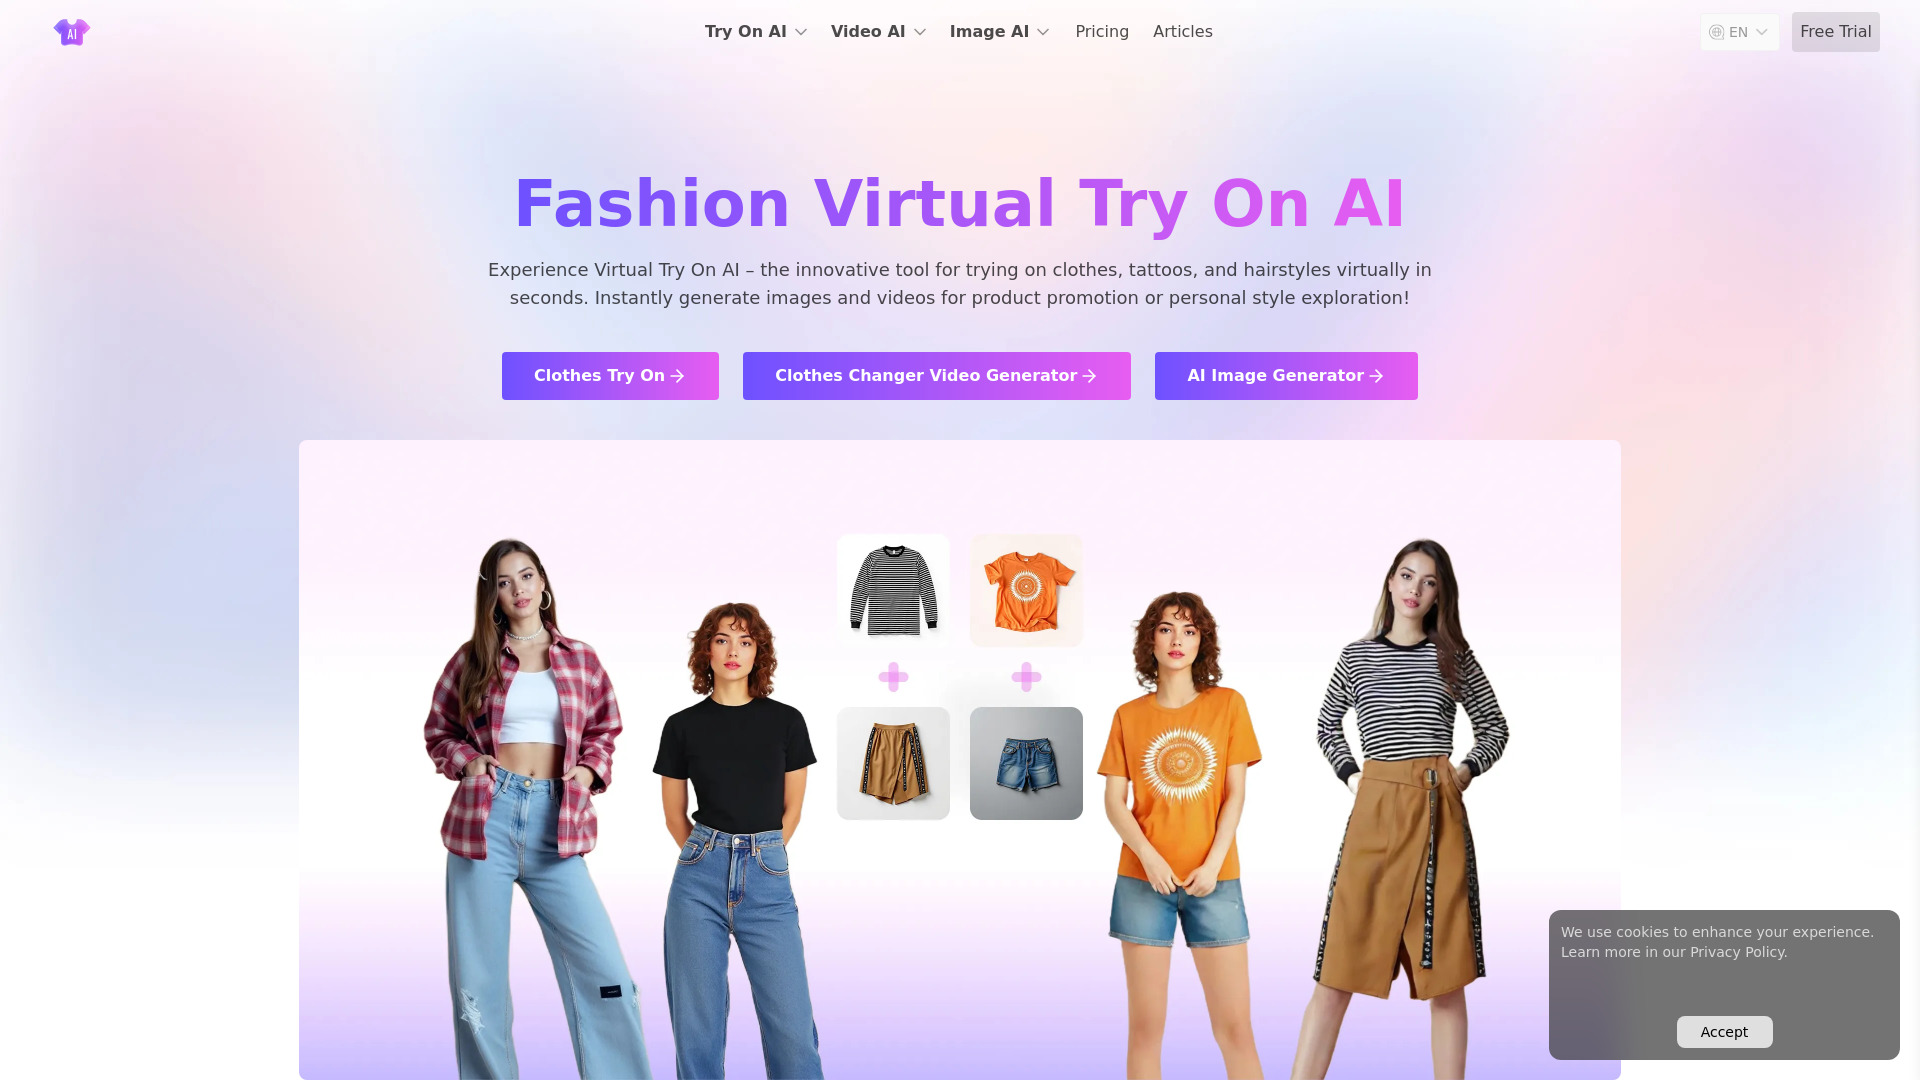 AI
Try On AI
Video AI
Image AI
Pricing
Articles
EN
Free Trial
Fashion Virtual Try On AI
Experience Virtual Try On AI – the innovative tool for trying on clothes, tattoos, and hairstyles virtually in
seconds. Instantly generate images and videos for product promotion or personal style exploration!
Clothes Try On
Clothes Changer Video Generator
AI Image Generator
We use cookies to enhance your experience.
Learn more in our Privacy Policy.
Accept